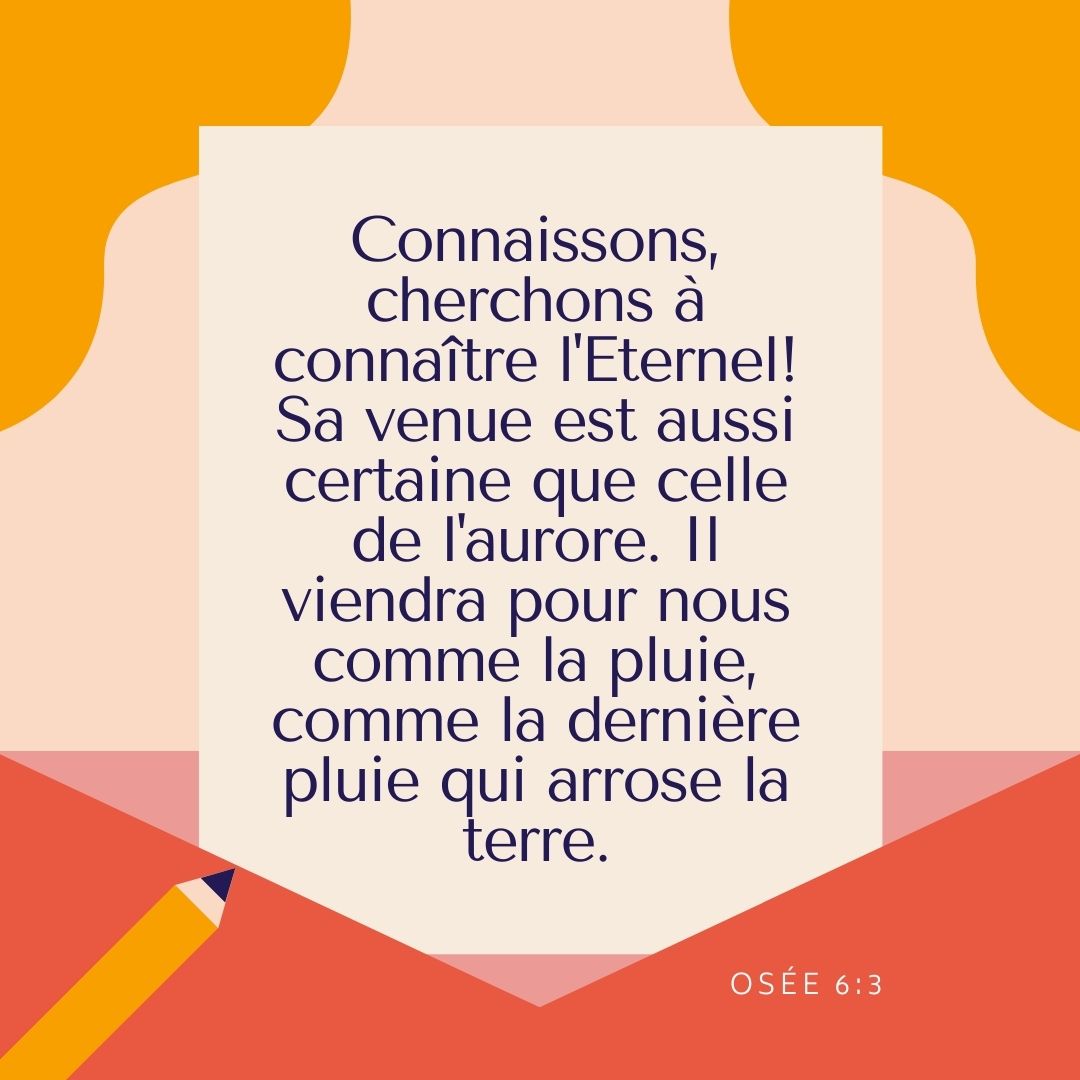 Connaissons,
cherchons à
connaître l'Eternel!
Sa venue est aussi
certaine que celle
de l'aurore. Il
viendra pour nous
comme la pluie,
comme la dernière
pluie qui arrose la
terre.
OSÉE 6:3